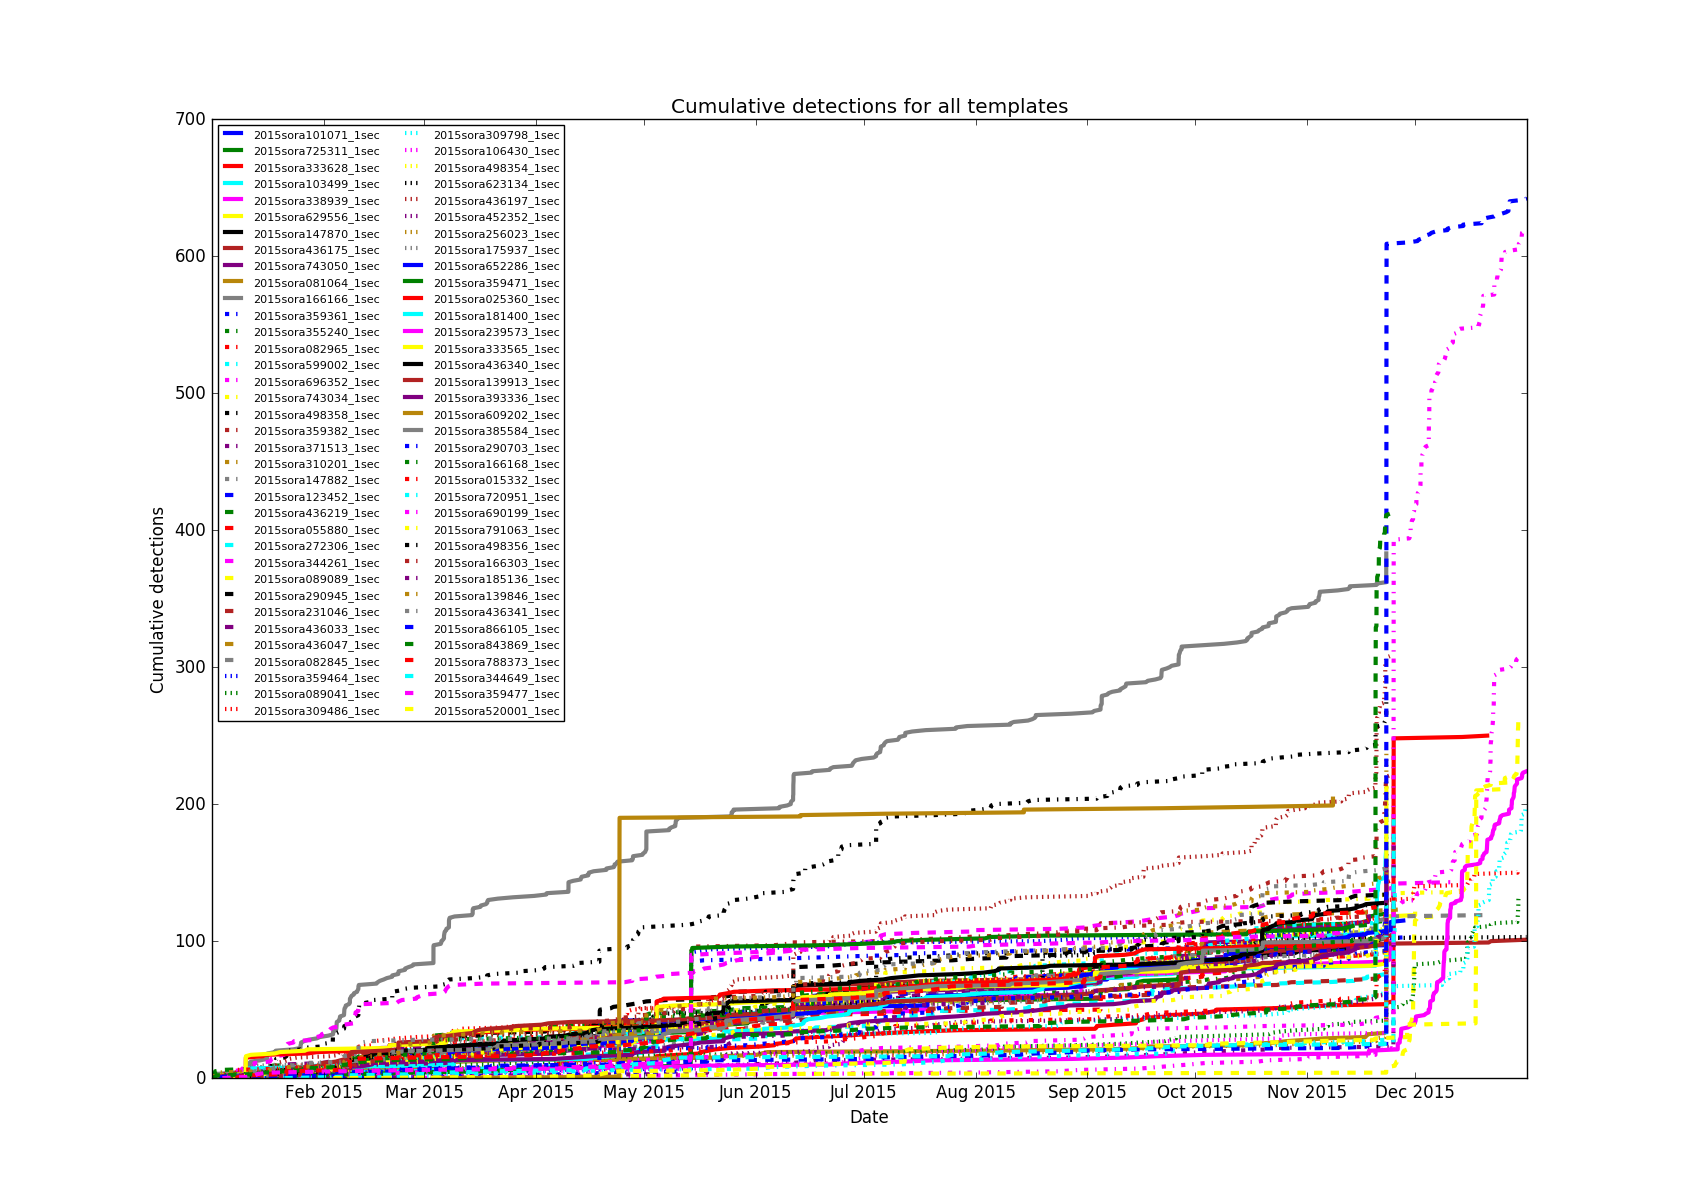 Cumulative detections for all templates
700
600
500
400
300
200
100
0
Cumulative detections
2015sora101071_1sec
2015sora725311_1sec
2015sora333628_1sec
2015sora103499_1sec
2015sora338939_1sec
2015sora629556_1sec
2015sora147870_1sec
2015sora436175_1sec
2015sora743050_1sec
2015sora081064_1sec
2015sora166166_1sec
2015sora359361_1sec
2015sora355240_1sec
2015sora082965_1sec
2015sora599002_1sec
2015sora696352_1sec
2015sora743034_1sec
2015sora498358_1sec
2015sora359382_1sec
2015sora371513_1sec
2015sora310201_1sec
2015sora147882_1sec
2015sora123452_1sec
2015sora436219_1sec
2015sora055880_1sec
2015sora272306_1sec
2015sora344261_1sec
2015sora089089_1sec
2015sora290945_1sec
2015sora231046_1sec
2015sora436033_1sec
2015sora436047_1sec
2015sora082845_1sec
2015sora359464_1sec
2015sora089041_1sec
2015sora309486_1sec
2015sora309798_1sec
2015sora106430_1sec
2015sora498354_1sec
2015sora623134_1sec
2015sora436197_1sec
2015sora452352_1sec
2015sora256023_1sec
2015sora175937_1sec
2015sora652286_1sec
2015sora359471_1sec
2015sora025360_1sec
2015sora181400_1sec
2015sora239573_1sec
2015sora333565_1sec
2015sora436340_1sec
2015sora139913_1sec
2015sora393336_1sec
2015sora609202_1sec
2015sora385584_1sec
2015sora290703_1sec
2015sora166168_1sec
2015sora015332_1sec
2015sora720951_1sec
2015sora690199_1sec
2015sora791063_1sec
2015sora498356_1sec
2015sora166303_1sec
2015sora185136_1sec
2015sora139846_1sec
2015sora436341_1sec
2015sora866105_1sec
2015sora843869_1sec
2015sora788373_1sec
2015sora344649_1sec
2015sora359477_1sec
2015sora520001_1sec
Feb 2015 Mar 2015 Apr 2015 May 2015 Jun 2015 Jul 2015 Aug 2015 Sep 2015 Oct 2015 Nov 2015 Dec 2015
Date